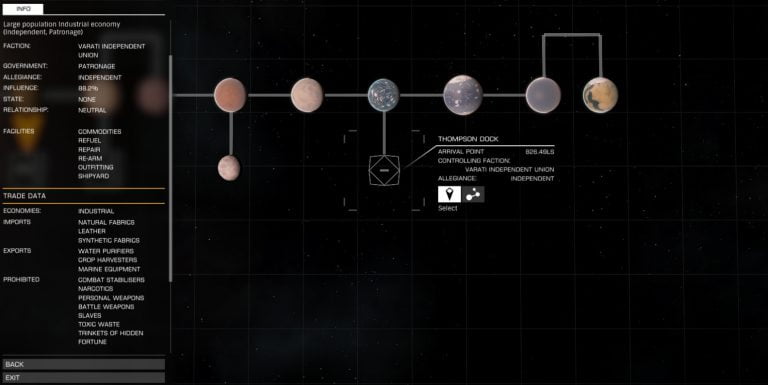 INFO
Large population Industrial economy
(Independent, Patronage)
FACTION: VARATI INDEPENDENT
UNION
GOVERNMENT: PATRONAGE
ALLEGIANCE: INDEPENDENT
INFLUENCE: 88.0%
STATE: NONE
RELATIONSHIP: NEUTRAL
FACILITIES COMMODITIES
REFUEL
REPAIR
RE-ARM
OUTFITTING
SHIPYARD
TRADE DATA
ECONOMIES: INDUSTRIAL
IMPORTS NATURAL FABRICS
LEATHER
SYNTHETIC FABRICS
EXPORTS WATER PURIFIERS
CROP HARVESTERS
MARINE EQUIPMENT
PROHIBITED COMBAT STABILISERS
NARCOTICS
PERSONAL WEAPONS
BATTLE WEAPONS
SLAVES
TOXIC WASTE
TRINKETS OF HIDDEN
FORTUNE
BACK
EXIT
THOMPSON DOCK
ARRIVAL POINT 826.49LS
CONTROLLING FACTION:
VARATI INDEPENDENT UNION
ALLEGIANCE: INDEPENDENT
Select